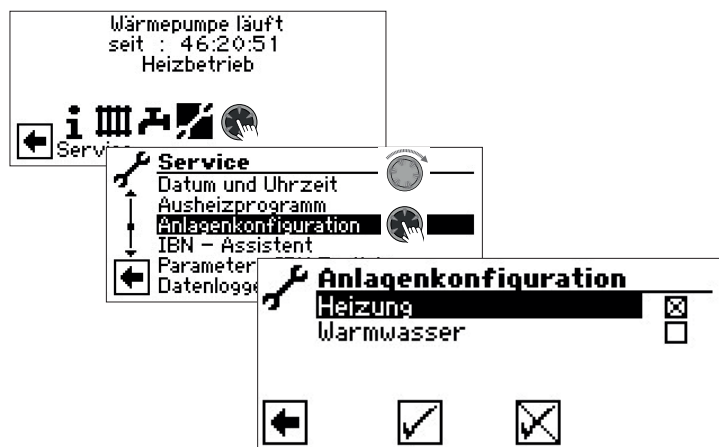 Wärmepumpe läuft
seit : 46:20:51
Heizbetrieb
Service
Datum und Uhrzeit
Ausheizprogramm
Anlagenkonfiguration
IBN - Assistent
Parameter
Datenlogge
Anlagenkonfiguration
Heizung
Warmwasser